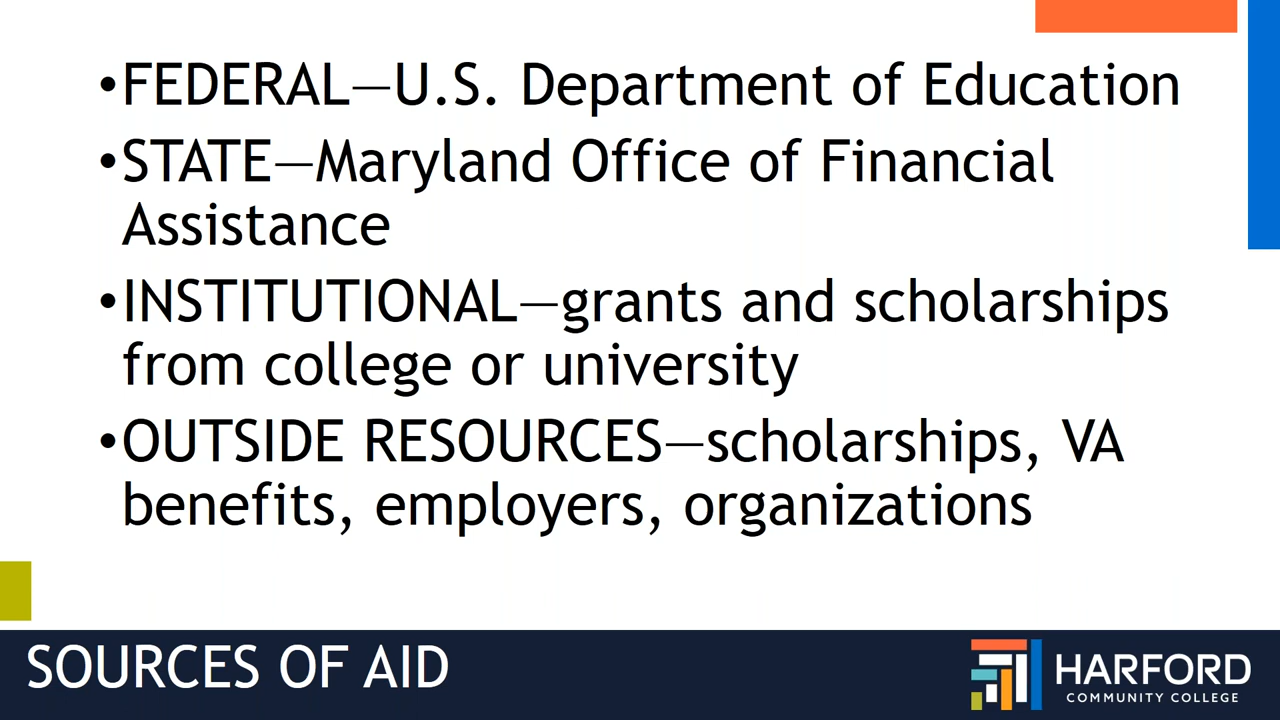 •FEDERAL—U.S. Department of Education
•STATE—Maryland Office of Financial
Assistance
•INSTITUTIONAL—grants and scholarships
from college or university
•OUTSIDE RESOURCES—scholarships, VA
benefits, employers, organizations
SOURCES OF AID
HARFORD
COMMUNITY COLLEGE